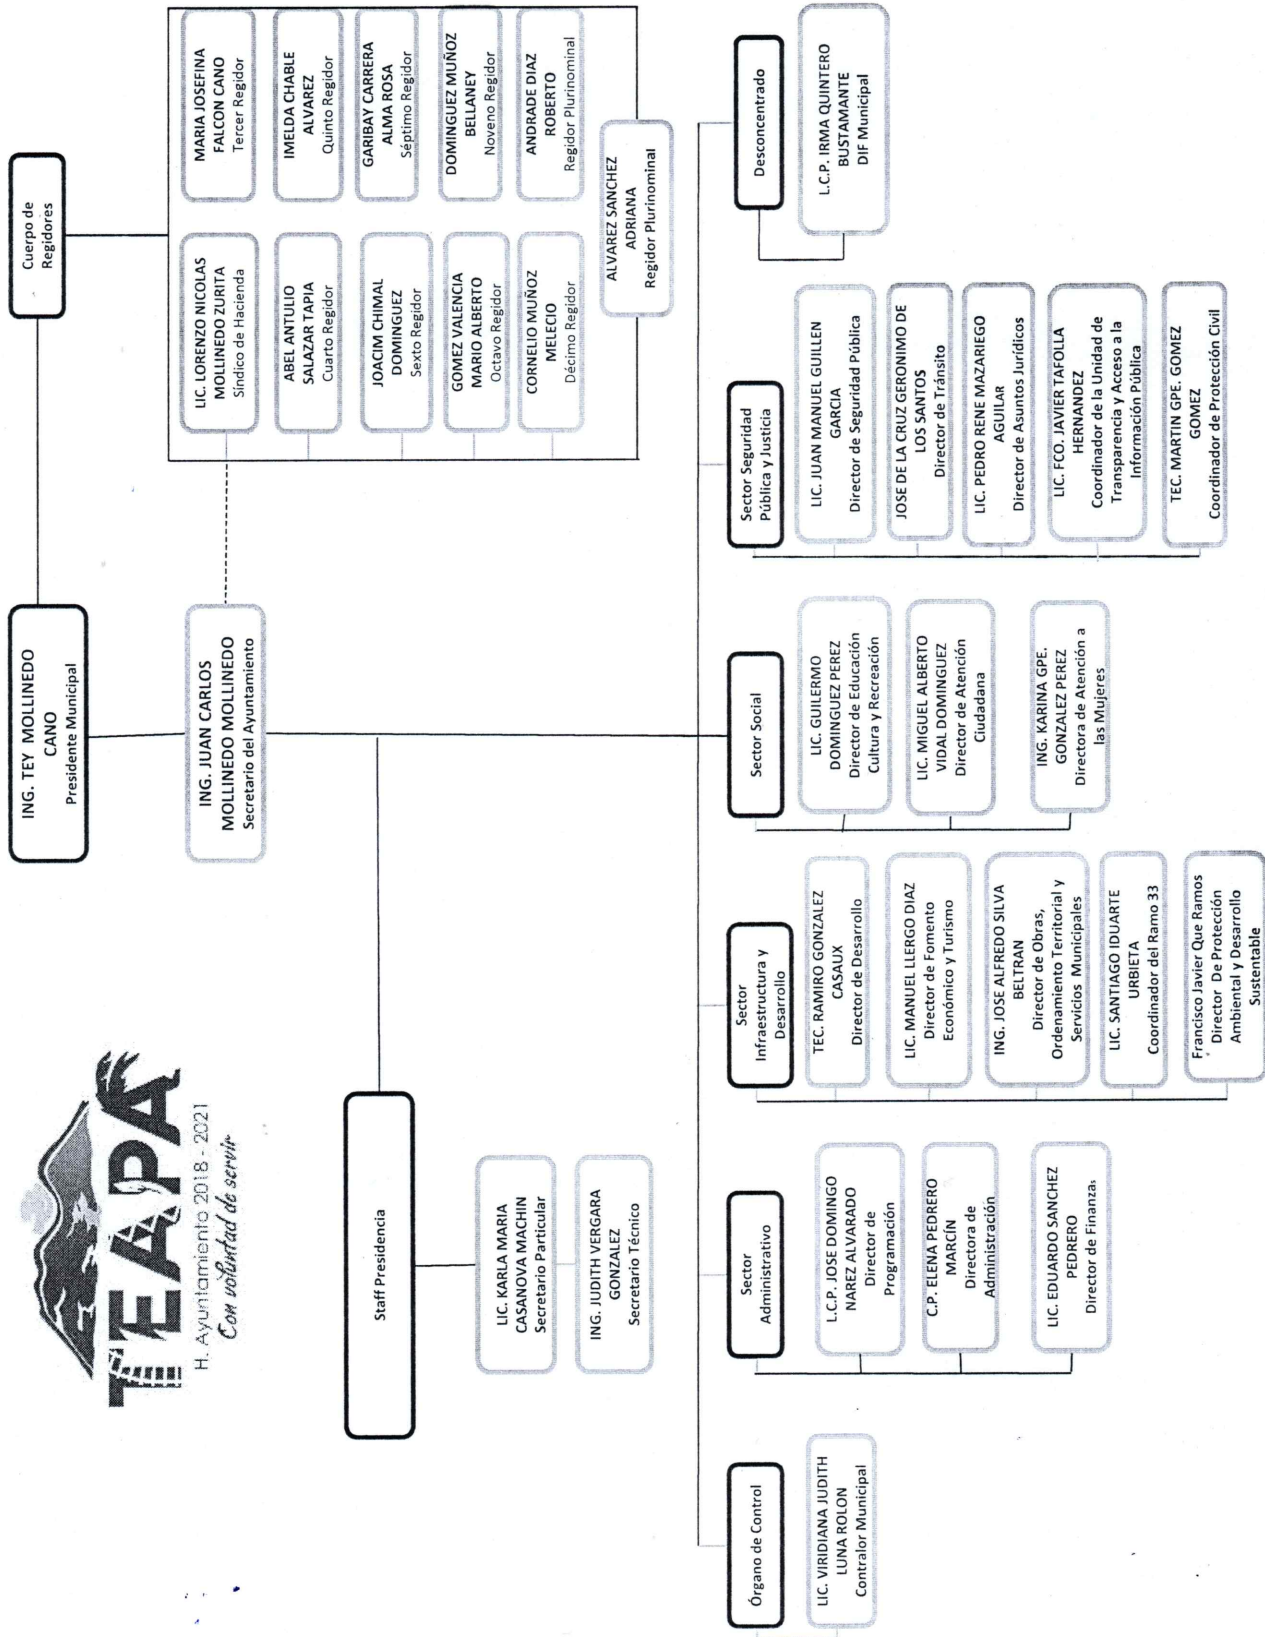 TEAPA
H. Ayuntamiento 2018 - 2021
Con voluntad de servir
ING. TEY MOLLINEDO
CANO
Presidente Municipal
Cuerpo de
Regidores
ING. JUAN CARLOS
MOLLINEDO MOLLINEDO
Secretario del Ayuntamiento
LIC. LORENZO NICOLAS
MOLLINEDO ZURITA
Síndico de Hacienda
MARIA JOSEFINA
FALCON CANO
Tercer Regidor
ABEL ANTULIO
SALAZAR TAPIA
Cuarto Regidor
IMELDA CHABLE
ALVAREZ
Quinto Regidor
JOACIM CHIMAL
DOMINGUEZ
Sexto Regidor
GARIBAY CARRERA
ALMA ROSA
Séptimo Regidor
GOMEZ VALENCIA
MARIO ALBERTO
Octavo Regidor
DOMINGUEZ MUÑOZ
BELLANEY
Noveno Regidor
CORNELIO MUÑOZ
MELECIO
Décimo Regidor
ANDRADE DIAZ
ROBERTO
Regidor Plurinominal
ALVAREZ SANCHEZ
ADRIANA
Regidor Plurinominal
Staff Presidencia
LIC. KARLA MARIA
CASANOVA MACHIN
Secretario Particular
ING. JUDITH VERGARA
GONZALEZ
Secretario Técnico
Órgano de Control
LIC. VIRIDIANA JUDITH
LUNA ROLON
Contralor Municipal
Sector
Administrativo
L.C.P. JOSE DOMINGO
NAREZ ALVARADO
Director de
Programación
C.P. ELENA PEDRERO
MARCÍN
Directora de
Administración
LIC. EDUARDO SANCHEZ
PEDRERO
Director de Finanzas
Sector
Infraestructura y
Desarrollo
TEC. RAMIRO GONZALEZ
CASAUX
Director de Desarrollo
LIC. MANUEL LLERGO DIAZ
Director de Fomento
Económico y Turismo
ING. JOSE ALFREDO SILVA
BELTRAN
Director de Obras,
Ordenamiento Territorial y
Servicios Municipales
LIC. SANTIAGO IDUARTE
URBIETA
Coordinador del Ramo 33
Francisco Javier Que Ramos
Director De Protección
Ambiental y Desarrollo
Sustentable
Sector Social
LIC. GUILERMO
DOMINGUEZ PEREZ
Director de Educación
Cultura y Recreación
LIC. MIGUEL ALBERTO
VIDAL DOMINGUEZ
Director de Atención
Ciudadana
ING. KARINA GPE.
GONZALEZ PEREZ
Directora de Atención a
las Mujeres
Sector Seguridad
Pública y Justicia
LIC. JUAN MANUEL GUILLEN
GARCIA
Director de Seguridad Pública
JOSE DE LA CRUZ GERONIMO DE
LOS SANTOS
Director de Tránsito
LIC. PEDRO RENE MAZARIEGO
AGUILAR
Director de Asuntos Jurídicos
LIC. FCO. JAVIER TAFOLLA
HERNANDEZ
Coordinador de la Unidad de
Transparencia y Acceso a la
Información Pública
TEC. MARTIN GPE. GOMEZ
GOMEZ
Coordinador de Protección Civil
Desconcentrado
L.C.P. IRMA QUINTERO
BUSTAMANTE
DIF Municipal